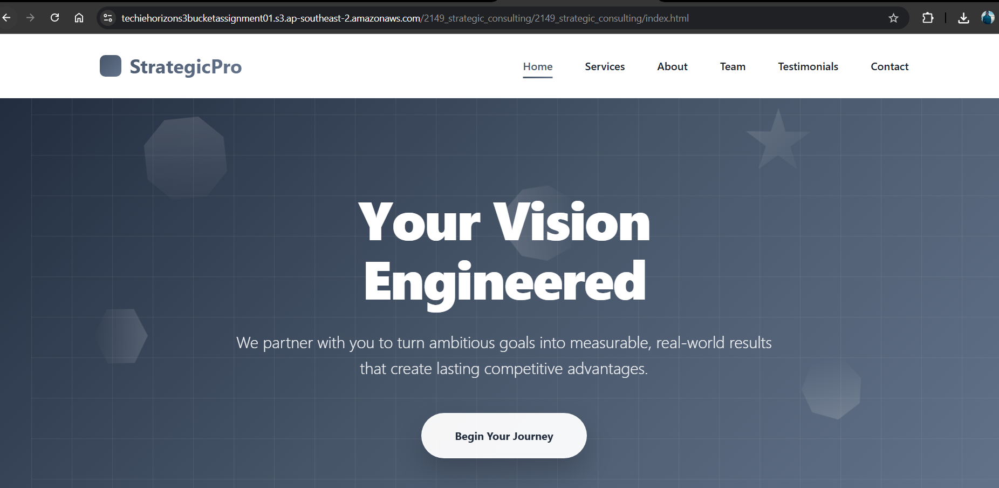 techiehorizons3bucketassignment01.s3.ap-southeast-2.amazonaws.com/2149_strategic_consulting/2149_strategic_consulting/index.html
StrategicPro
Home Services About Team Testimonials Contact
Your Vision
Engineered
We partner with you to turn ambitious goals into measurable, real-world results
that create lasting competitive advantages.
Begin Your Journey